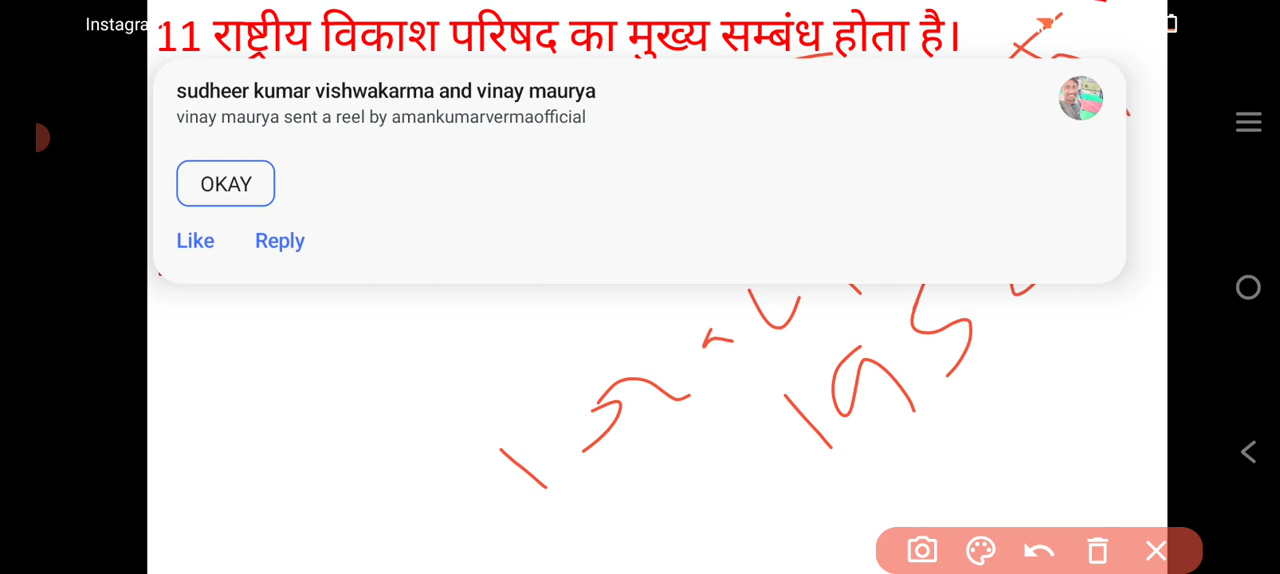 Instagra
11 राष्ट्रीय विकाश परिषद का मुख्य सम्बंध होता है।
sudheer kumar vishwakarma and vinay maurya
vinay maurya sent a reel by amankumarvermaofficial
OKAY
Like Reply
195